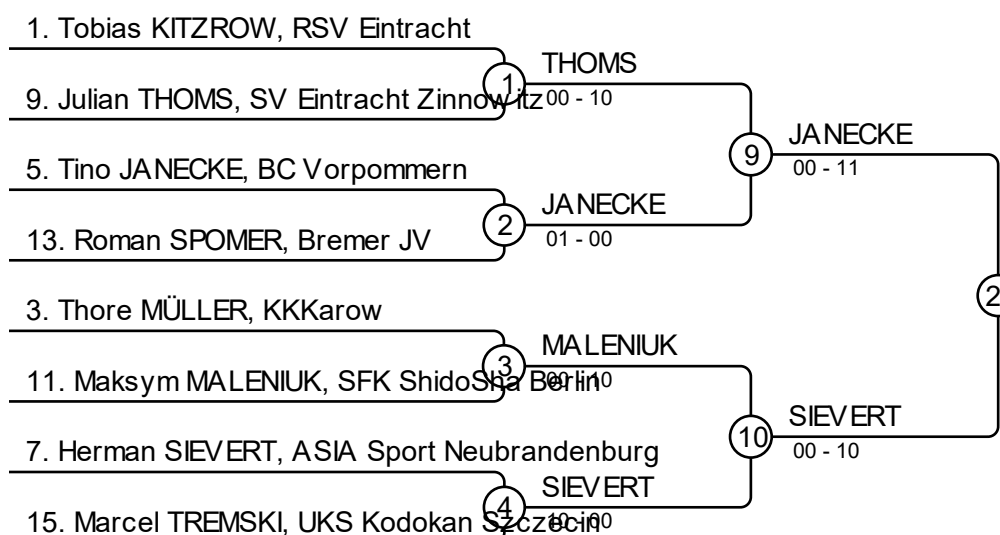 1. Tobias KITZROW, RSV Eintracht
THOMS
1
00 - 10
9. Julian THOMS, SV Eintracht Zinnowitz
JANECKE
9
00 - 11
5. Tino JANECKE, BC Vorpommern
JANECKE
2
01 - 00
13. Roman SPOMER, Bremer JV
2
3. Thore MÜLLER, KKKarow
MALENIUK
3
00 - 10
11. Maksym MALENIUK, SFK ShidoSha Berlin
SIEVERT
10
00 - 10
7. Herman SIEVERT, ASIA Sport Neubrandenburg
SIEVERT
4
10 - 00
15. Marcel TREMSKI, UKS Kodokan Szczecin